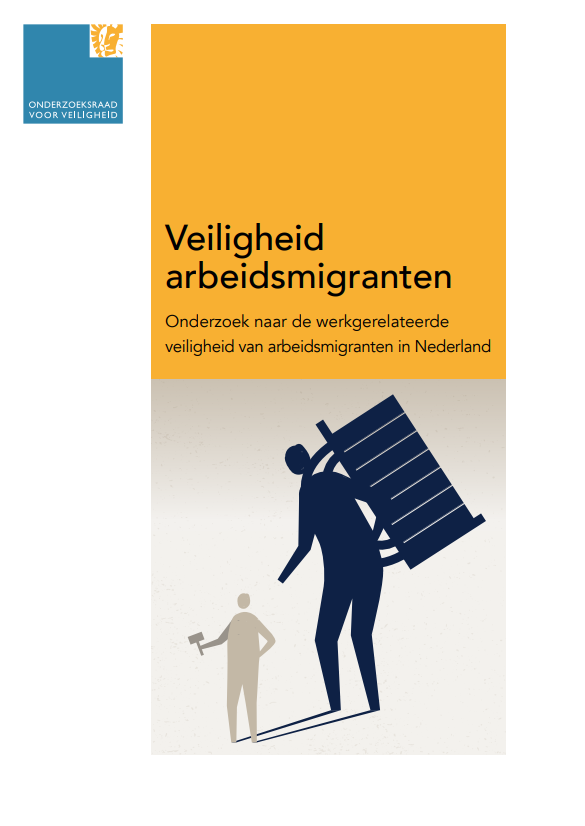 ONDERZOEKSRAAD
VOOR VEILIGHEID
Veiligheid
arbeidsmigranten
Onderzoek naar de werkgerelateerde
veiligheid van arbeidsmigranten in Nederland